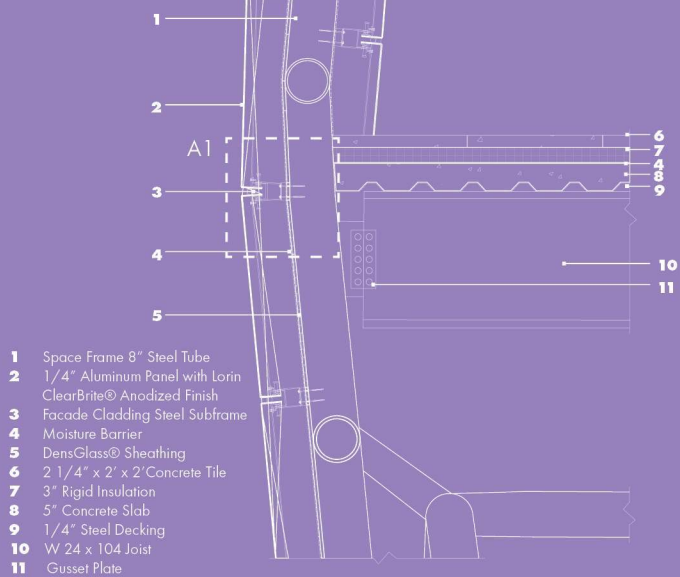 1
6
2
7
A1
4
8
3
9
4
10
11
5
1 Space Frame 8” Steel Tube
2 1/4” Aluminum Panel with Lorin
ClearBrite® Anodized Finish
3 Facade Cladding Steel Subframe
4 Moisture Barrier
5 DensGlass® Sheathing
6 2 1/4” x 2’ x 2’Concrete Tile
7 3” Rigid Insulation
8 5” Concrete Slab
9 1/4” Steel Decking
10 W 24 x 104 Joist
11 Gusset Plate